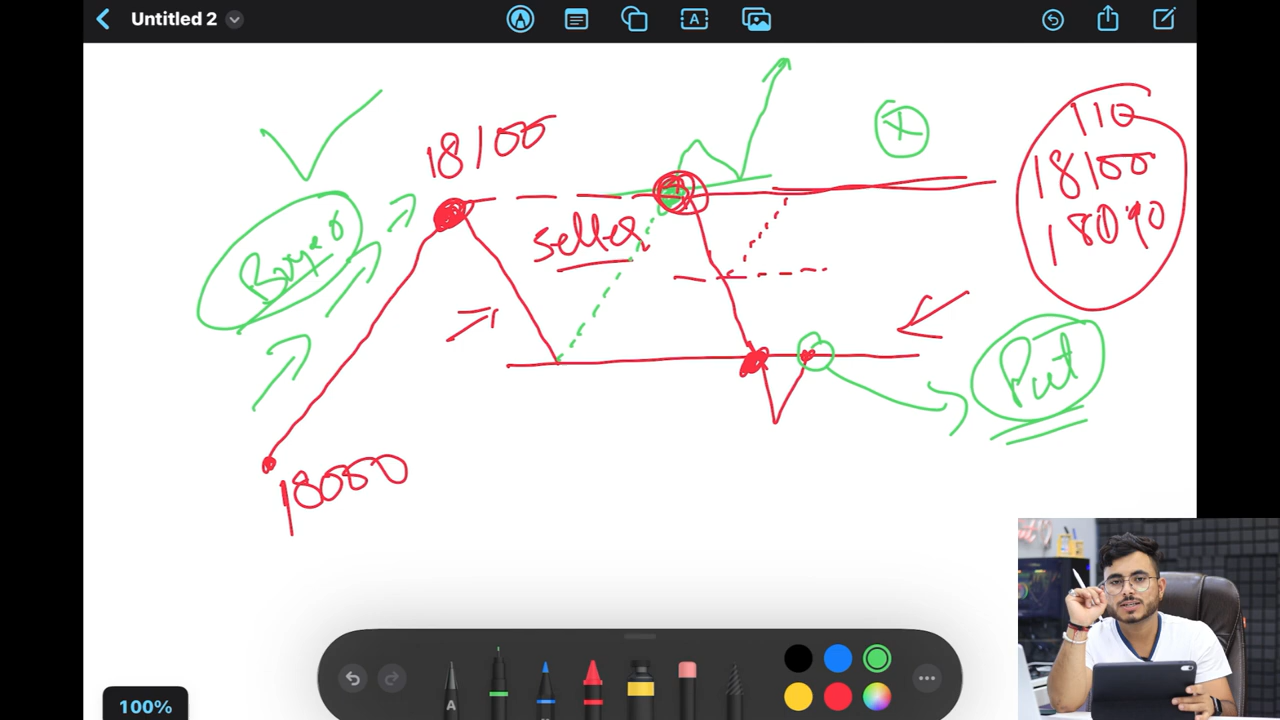 Untitled 2
A
18100
Buyer
seller
110
18100
18090
Put
18000
A
100%